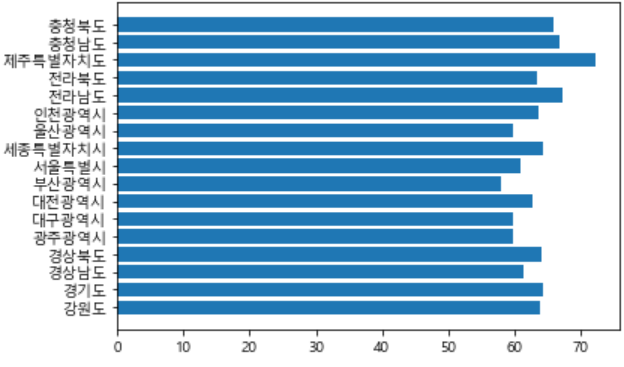 충청북도
충청남도
제주특별자치도
전라북도
전라남도
인천광역시
울산광역시
세종특별자치시
서울특별시
부산광역시
대전광역시
대구광역시
광주광역시
경상북도
경상남도
경기도
강원도
0 10 20 30 40 50 60 70